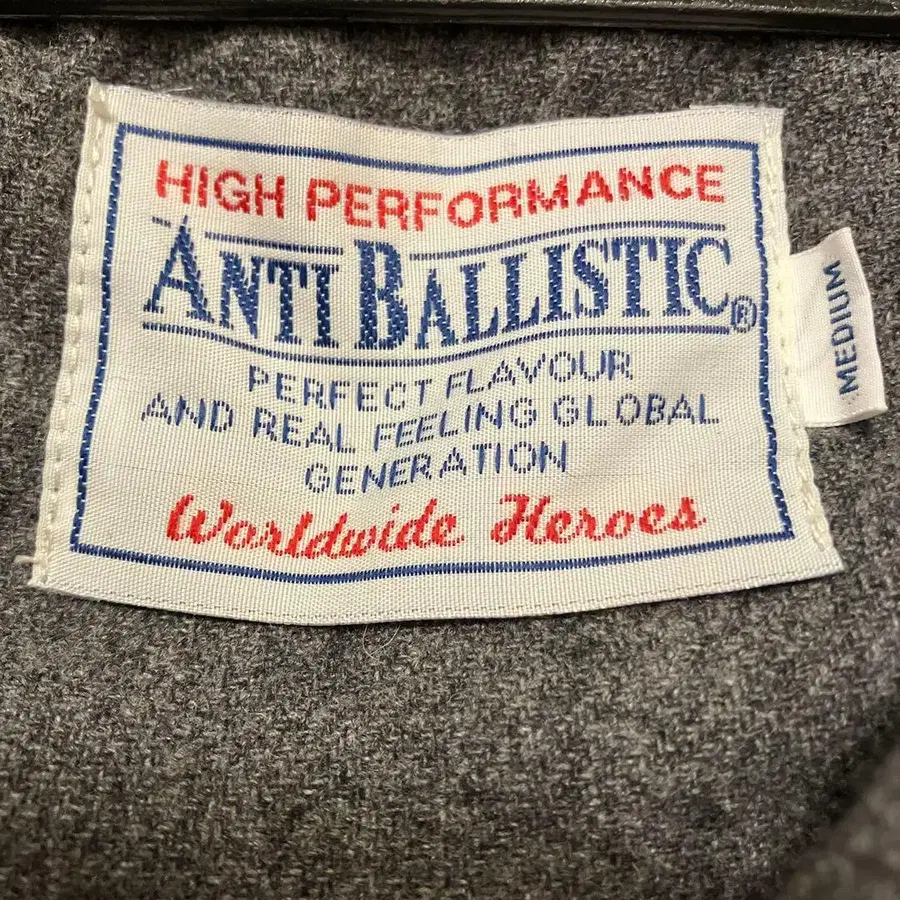 HIGH PERFORMANCE
ANTI BALLISTIC®
PERFECT FLAVOUR
AND REAL FEELING GLOBAL
GENERATION
Worldwide Heroes
MEDIUM